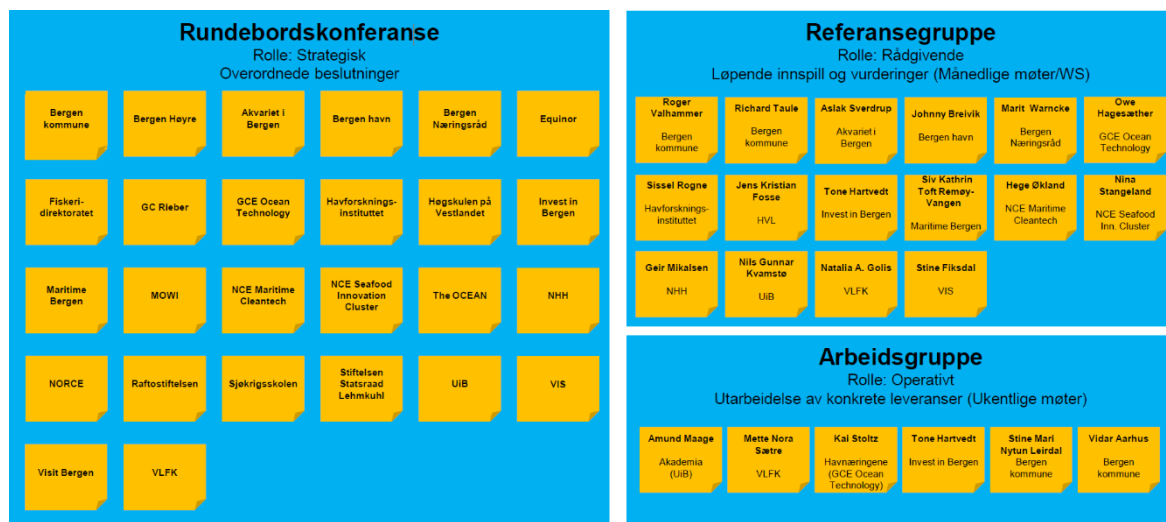 Rundebordskonferanse
Rolle: Strategisk
Overordnede beslutninger
Bergen
kommune
Bergen Høyre
Akvariet i
Bergen
Bergen havn
Bergen
Næringsråd
Equinor
Fiskeri-
direktoratet
GC Rieber
GCE Ocean
Technology
Havforsknings-
instituttet
Høgskulen på
Vestlandet
Invest in
Bergen
Maritime
Bergen
MOWI
NCE Maritime
Cleantech
NCE Seafood
Innovation
Cluster
The OCEAN
NHH
NORCE
Raftostiftelsen
Sjøkrigsskolen
Stiftelsen
Statsraad
Lehmkuhl
UiB
VIS
Visit Bergen
VLFK
Referansegruppe
Rolle: Rådgivende
Løpende innspill og vurderinger (Månedlige møter/WS)
Roger
Valhammer
Bergen
kommune
Richard Taule
Bergen
kommune
Aslak Sverdrup
Akvariet i
Bergen
Johnny Breivik
Bergen havn
Marit Warncke
Bergen
Næringsråd
Owe
Hagesæther
GCE Ocean
Technology
Sissel Rogne
Havforsknings-
instituttet
Jens Kristian
Fosse
HVL
Tone Hartvedt
Invest in Bergen
Siv Kathrin
Toft Remøy-
Vangen
Maritime Bergen
Hege Økland
NCE Maritime
Cleantech
Nina
Stangeland
NCE Seafood
Inn. Cluster
Geir Mikalsen
NHH
Nils Gunnar
Kvamstø
UiB
Natalia A. Golis
VLFK
Stine Fiksdal
VIS
Arbeidsgruppe
Rolle: Operativt
Utarbeidelse av konkrete leveranser (Ukentlige møter)
Amund Maage
Akademia
(UiB)
Mette Nora
Sætre
VLFK
Kai Stoltz
Havnæringene
(GCE Ocean
Technology)
Tone Hartvedt
Invest in Bergen
Stine Mari
Nytun Leirdal
Bergen
kommune
Vidar Aarhus
Bergen
kommune